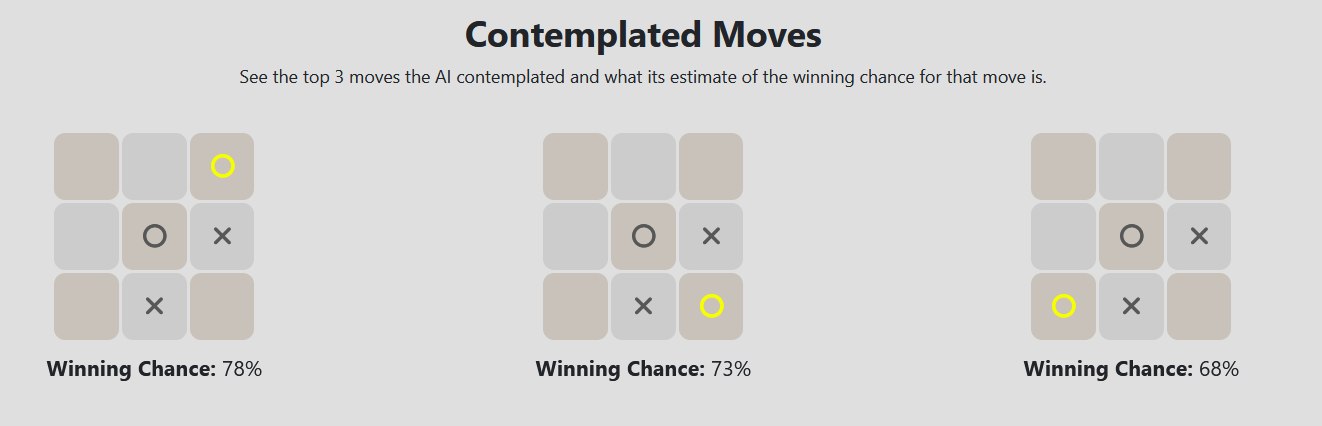 Contemplated Moves
See the top 3 moves the AI contemplated and what its estimate of the winning chance for that move is.
O
O X O X O X
X X O O X
Winning Chance: 78% Winning Chance: 73% Winning Chance: 68%